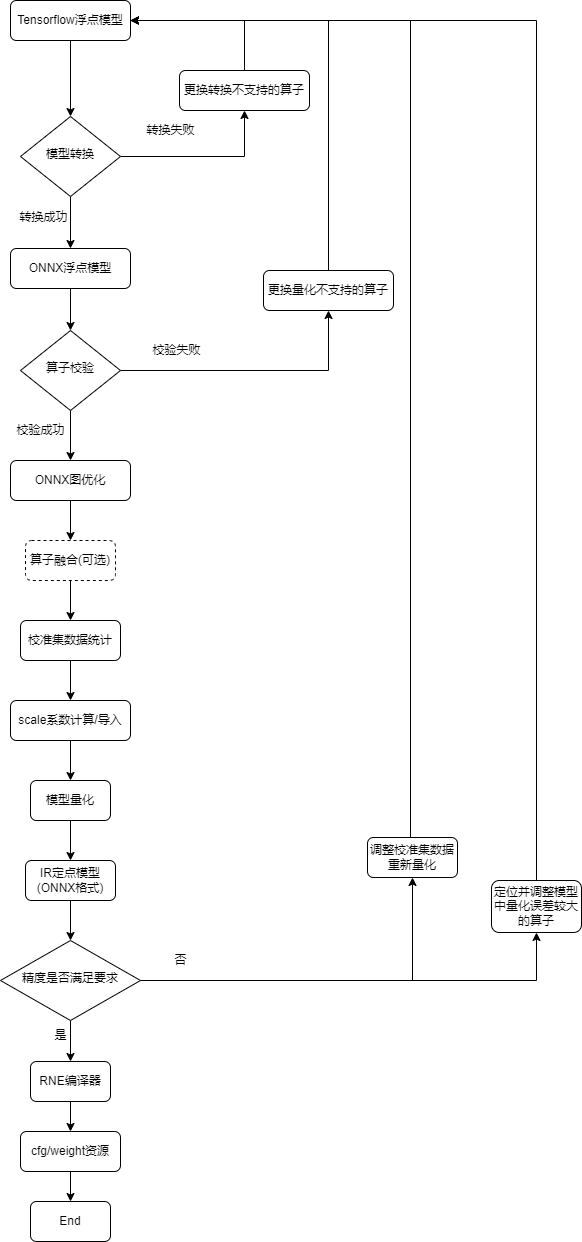 Tensorflow浮点模型
更换转换不支持的算子
转换失败
模型转换
转换成功
ONNX浮点模型
更换量化不支持的算子
校验失败
算子校验
校验成功
ONNX图优化
算子融合(可选)
校准集数据统计
scale系数计算/导入
模型量化
调整校准集数据
重新量化
IR定点模型
(ONNX格式)
定位并调整模型
中量化误差较大
的算子
否
精度是否满足要求
是
RNE编译器
cfg/weight资源
End